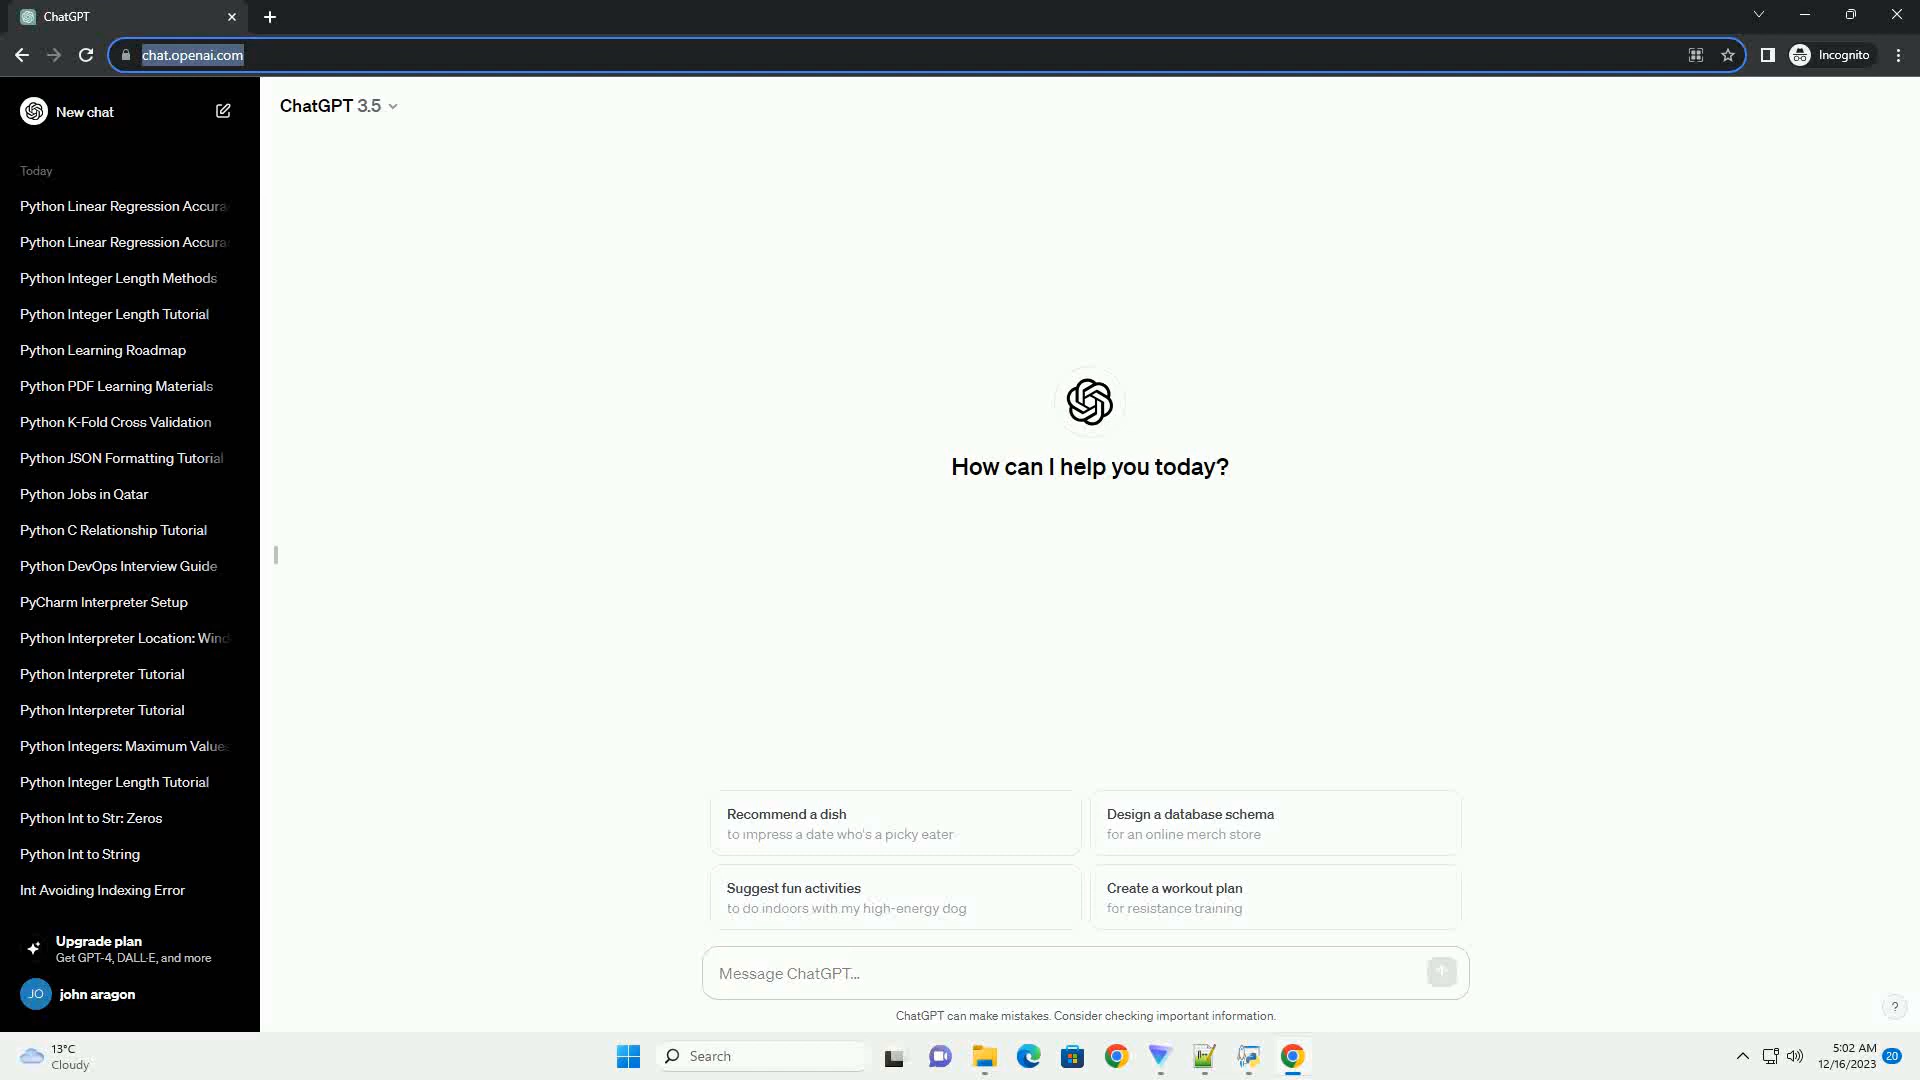 ChatGPT
chat.openai.com
Incognito
New chat
ChatGPT 3.5
Today
Python Linear Regression Accura
Python Linear Regression Accura
Python Integer Length Methods
Python Integer Length Tutorial
Python Learning Roadmap
Python PDF Learning Materials
Python K-Fold Cross Validation
Python JSON Formatting Tutorial
Python Jobs in Qatar
Python C Relationship Tutorial
Python DevOps Interview Guide
PyCharm Interpreter Setup
Python Interpreter Location: Wind
Python Interpreter Tutorial
Python Interpreter Tutorial
Python Integers: Maximum Values
Python Integer Length Tutorial
Python Int to Str: Zeros
Python Int to String
Int Avoiding Indexing Error
Upgrade plan
Get GPT-4, DALL·E, and more
JO
john aragon
How can I help you today?
Recommend a dish
to impress a date who's a picky eater
Design a database schema
for an online merch store
Suggest fun activities
to do indoors with my high-energy dog
Create a workout plan
for resistance training
Message ChatGPT...
ChatGPT can make mistakes. Consider checking important information.
?
13°C
Cloudy
Search
5:02 AM
12/16/2023
20